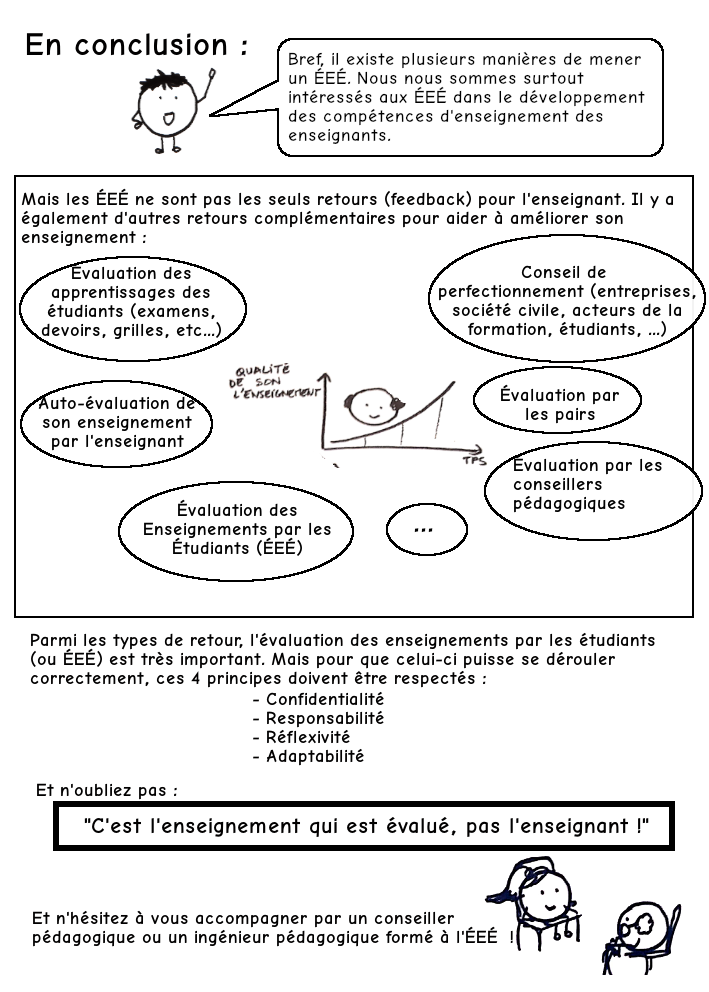 En conclusion :
Bref, il existe plusieurs manières de mener
un ÉEÉ. Nous nous sommes surtout
intéressés aux ÉEÉ dans le développement
des compétences d'enseignement des
enseignants.
Mais les ÉEÉ ne sont pas les seuls retours (feedback) pour l'enseignant. Il y a
également d'autres retours complémentaires pour aider à améliorer son
enseignement :
Évaluation des
apprentissages des
étudiants (examens,
devoirs, grilles, etc...)
Conseil de
perfectionnement (entreprises,
société civile, acteurs de la
formation, étudiants, ...)
QUALITÉ
DE SON
L'ENSEIGNEMENT
TPS
Auto-évaluation de
son enseignement
par l'enseignant
Évaluation par
les pairs
Évaluation par les
conseillers
pédagogiques
Évaluation des
Enseignements par les
Étudiants (ÉEÉ)
...
Parmi les types de retour, l'évaluation des enseignements par les étudiants
(ou ÉEÉ) est très important. Mais pour que celui-ci puisse se dérouler
correctement, ces 4 principes doivent être respectés :
- Confidentialité
- Responsabilité
- Réflexivité
- Adaptabilité
Et n'oubliez pas :
"C'est l'enseignement qui est évalué, pas l'enseignant !"
Et n'hésitez à vous accompagner par un conseiller
pédagogique ou un ingénieur pédagogique formé à l'ÉEÉ !